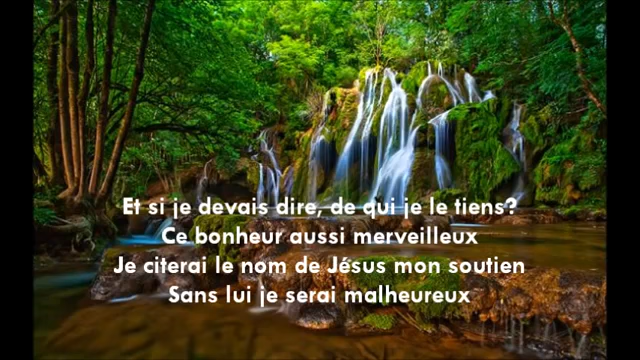 Et si je devais dire, de qui je le tiens?
Ce bonheur aussi merveilleux
Je citerai le nom de Jésus mon soutien
Sans lui je serai malheureux